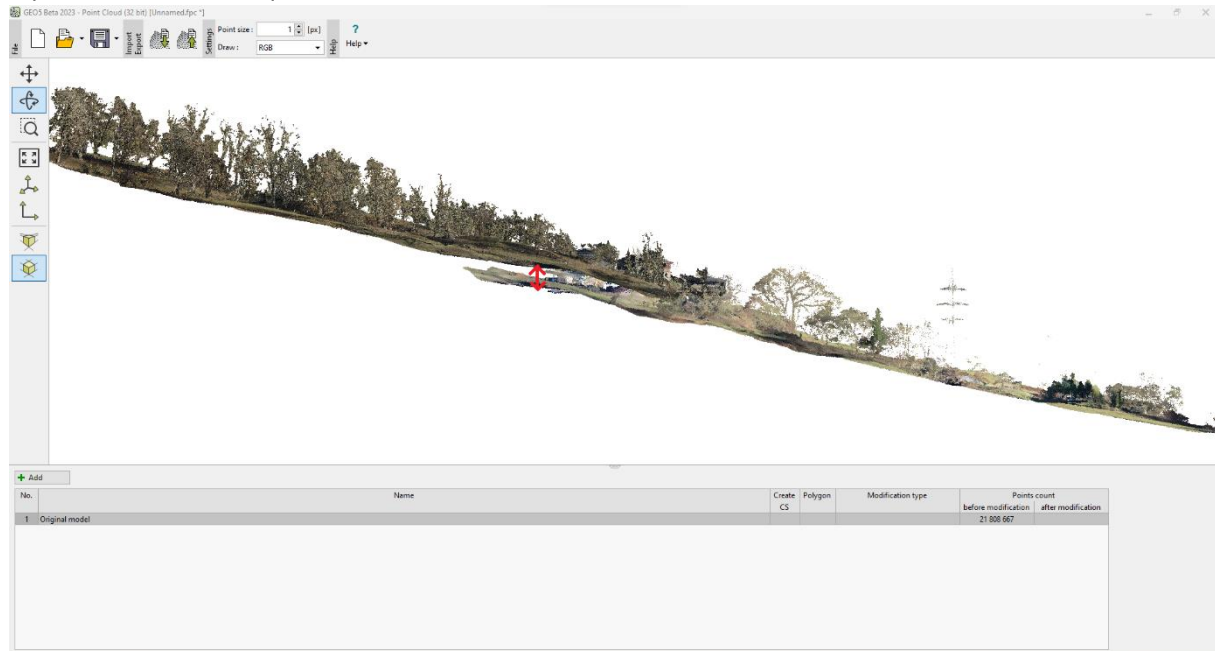 GEO5 Beta 2023 - Point Cloud (32 bit) [Unnamed.fpc *]
File
Import
Export
Settings
Point size : 1 [px]
Draw : RGB
Help
?
Help
+ Add
No. Name Create CS Polygon Modification type Points count
before modification after modification
1 Original model 21 808 667